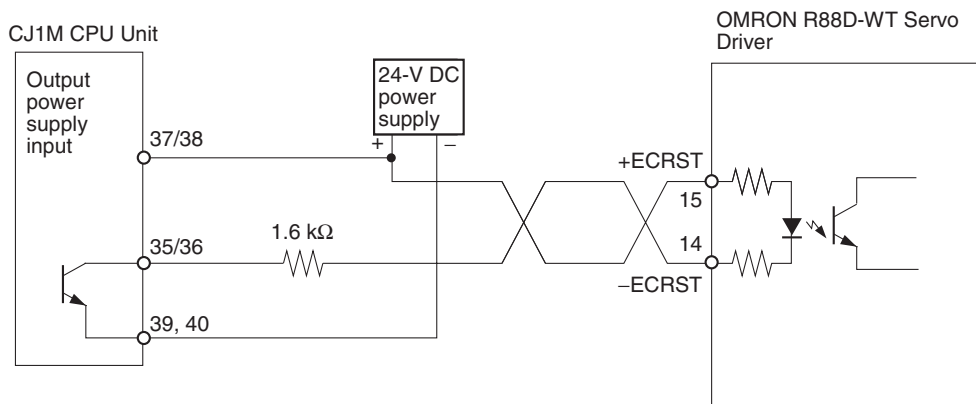 OMRON R88D-WT Servo
Driver
CJ1M CPU Unit
Output
power
supply
input
24-V DC
power
supply
+ −
37/38
+ECRST
15
35/36
1.6 kΩ
14
−ECRST
39, 40